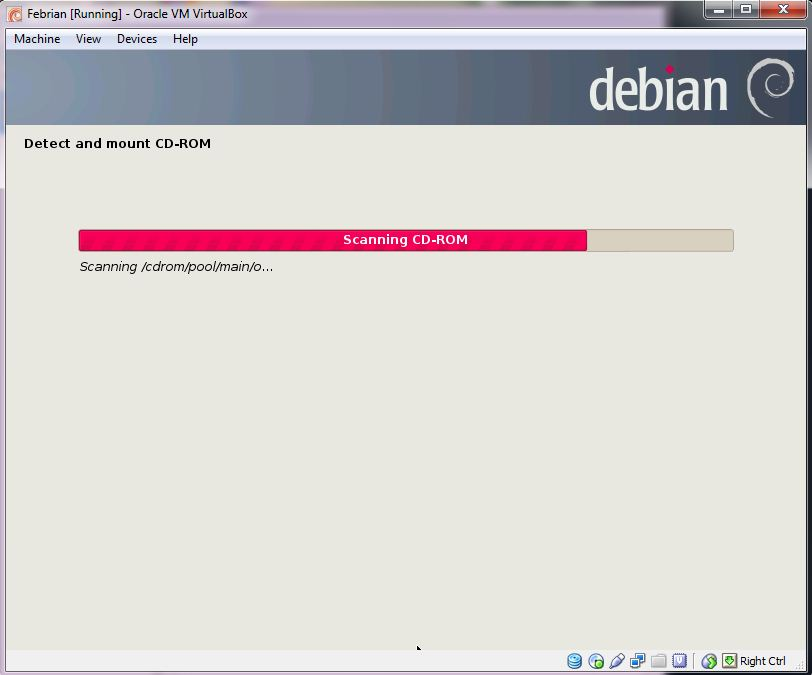 Febrian [Running] - Oracle VM VirtualBox
Machine View Devices Help
debian
Detect and mount CD-ROM
Scanning CD-ROM
Scanning /cdrom/pool/main/o...
Right Ctrl